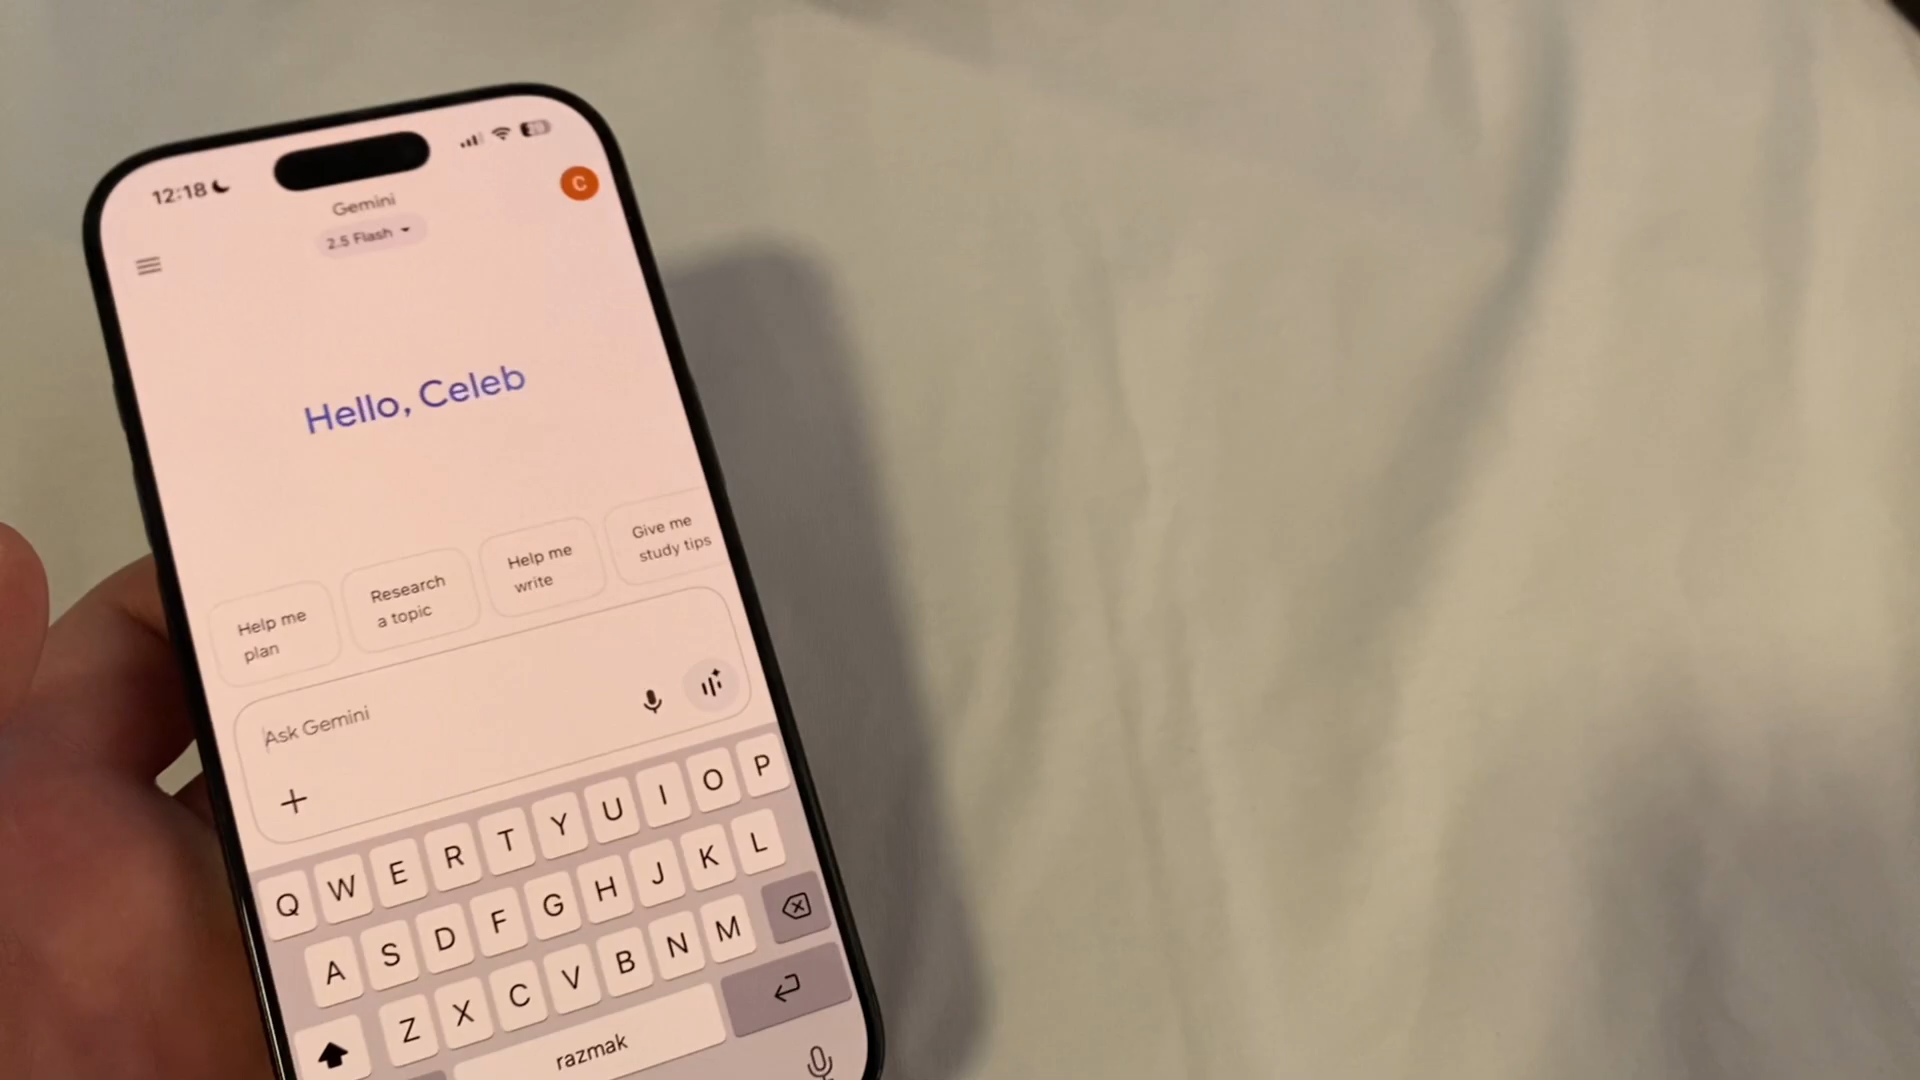 12:18
20
Gemini
C
2.5 Flash
Hello, Celeb
Help me
plan
Research
a topic
Help me
write
Give me
study tips
Ask Gemini
Q W E R T Y U I O P
A S D F G H J K L
Z X C V B N M
razmak